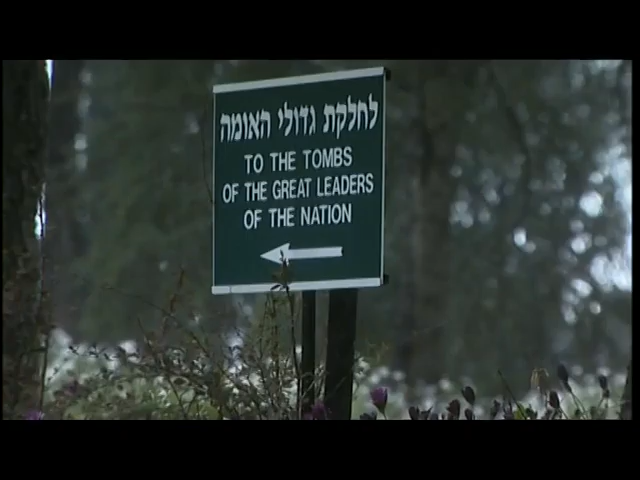 לחלקת גדולי האומה
TO THE TOMBS
OF THE GREAT LEADERS
OF THE NATION